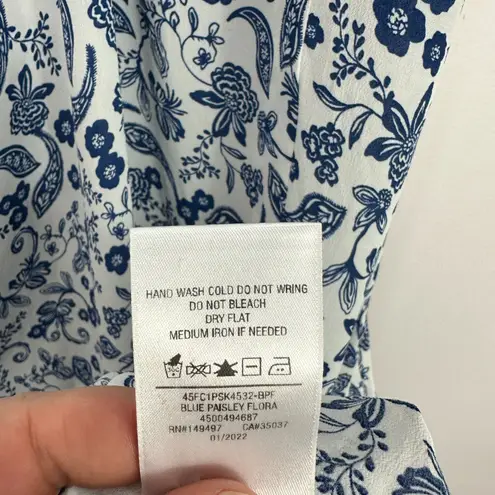 HAND WASH COLD DO NOT WRING
DO NOT BLEACH
DRY FLAT
MEDIUM IRON IF NEEDED
45FC1PSK4532-BPF
BLUE PAISLEY FLORA
4500494687
RN#149497 CA#35037
01/2022